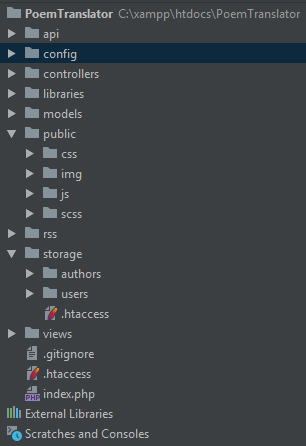 PoemTranslator C:\xampp\htdocs\PoemTranslator
api
config
controllers
libraries
models
public
css
img
js
scss
rss
storage
authors
users
.htaccess
views
.gitignore
.htaccess
index.php
External Libraries
Scratches and Consoles